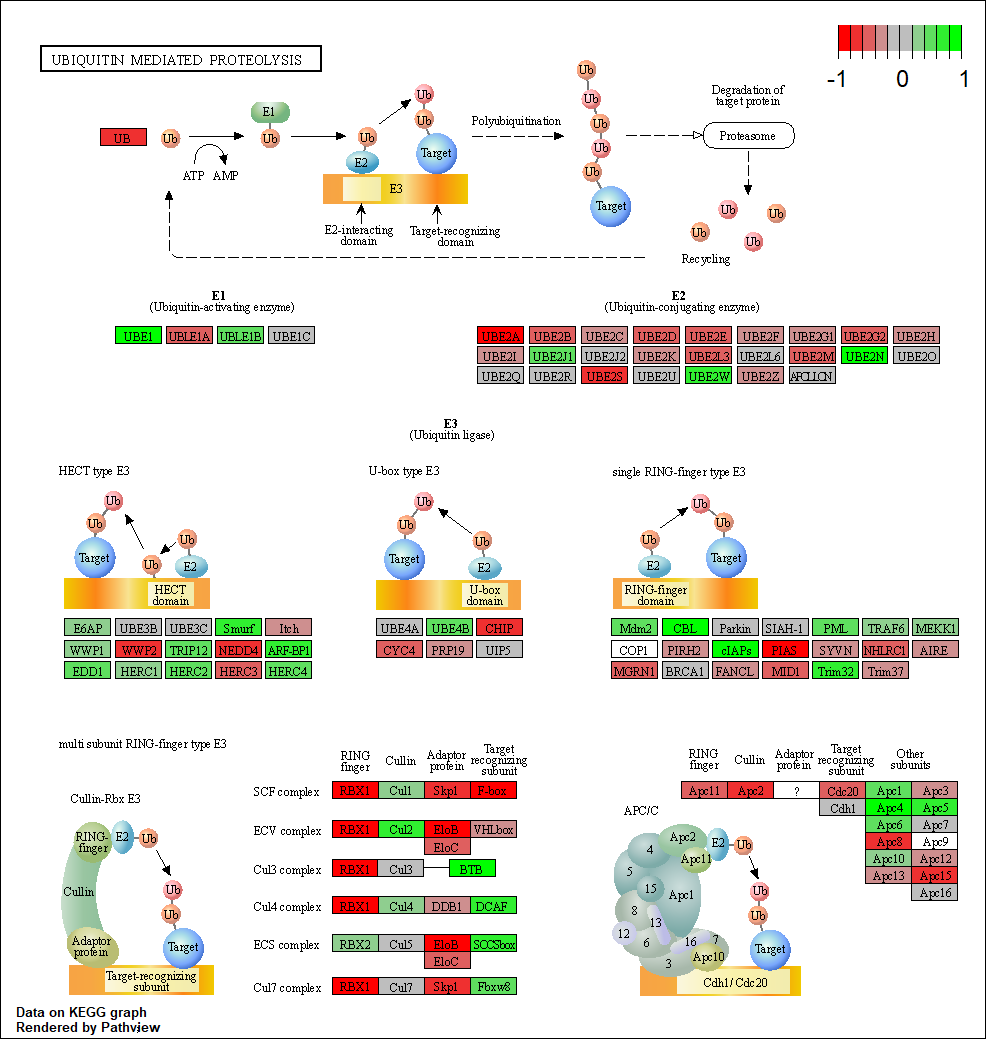 UBIQUITIN MEDIATED PROTEOLYSIS
-1 0 1
UB
Ub
ATP AMP
E1
Ub
Ub
E2
Ub
Ub
Target
E3
E2-interacting
domain
Target-recognizing
domain
Polyubiquitination
Ub
Ub
Ub
Ub
Ub
Target
Degradation of
target protein
Proteasome
Ub
Ub
Ub
Ub
Recycling
E1
(Ubiquitin-activating enzyme)
UBE1 UBLE1A UBLE1B UBE1C
E2
(Ubiquitin-conjugating enzyme)
UBE2A UBE2B UBE2C UBE2D UBE2E UBE2F UBE2G1 UBE2G2 UBE2H
UBE2I UBE2J1 UBE2J2 UBE2K UBE2L3 UBE2L6 UBE2M UBE2N UBE2O
UBE2Q UBE2R UBE2S UBE2U UBE2W UBE2Z AFCLLCN
E3
(Ubiquitin ligase)
HECT type E3
Ub
Ub
Target
Ub
Ub
E2
HECT
domain
E6AP UBE3B UBE3C Smurf Itch
WWP1 WWP2 TRIP12 NEDD4 ARF-BP1
EDD1 HERC1 HERC2 HERC3 HERC4
U-box type E3
Ub
Ub
Target
Ub
E2
U-box
domain
UBE4A UBE4B CHIP
CYC4 PRP19 UIP5
single RING-finger type E3
Ub
Ub
Ub
E2
Target
RING-finger
domain
Mdm2 CBL Parkin SIAH-1 PML TRAF6 MEKK1
COP1 PIRH2 cIAPs PIAS SYVN NHLRC1 AIRE
MGRN1 BRCA1 FANCL MID1 Trim32 Trim37
multi subunit RING-finger type E3
Cullin-Rbx E3
RING-
finger
E2
Ub
Cullin
Ub
Ub
Adaptor
protein
Target
Target-recognizing
subunit
RING
finger
Cullin
Adaptor
protein
Target
recognizing
subunit
SCF complex RBX1 Cul1 Skp1 F-box
ECV complex RBX1 Cul2 EloB VHLbox
EloC
Cul3 complex RBX1 Cul3 BTB
Cul4 complex RBX1 Cul4 DDB1 DCAF
ECS complex RBX2 Cul5 EloB SOCSbox
EloC
Cul7 complex RBX1 Cul7 Skp1 Fbxw8
RING
finger
Cullin
Adaptor
protein
Target
recognizing
subunit
Other
subunits
Apc11 Apc2 ? Cdc20 Apc1 Apc3
Cdh1 Apc4 Apc5
Apc6 Apc7
Apc8 Apc9
Apc10 Apc12
Apc13 Apc15
Apc16
APC/C
Apc2
E2
Ub
4
Apc11
5
15
Apc1
Ub
8
13
Ub
12
6
16
7
3
Apc10
Target
Cdh1/Cdc20
Data on KEGG graph
Rendered by Pathview